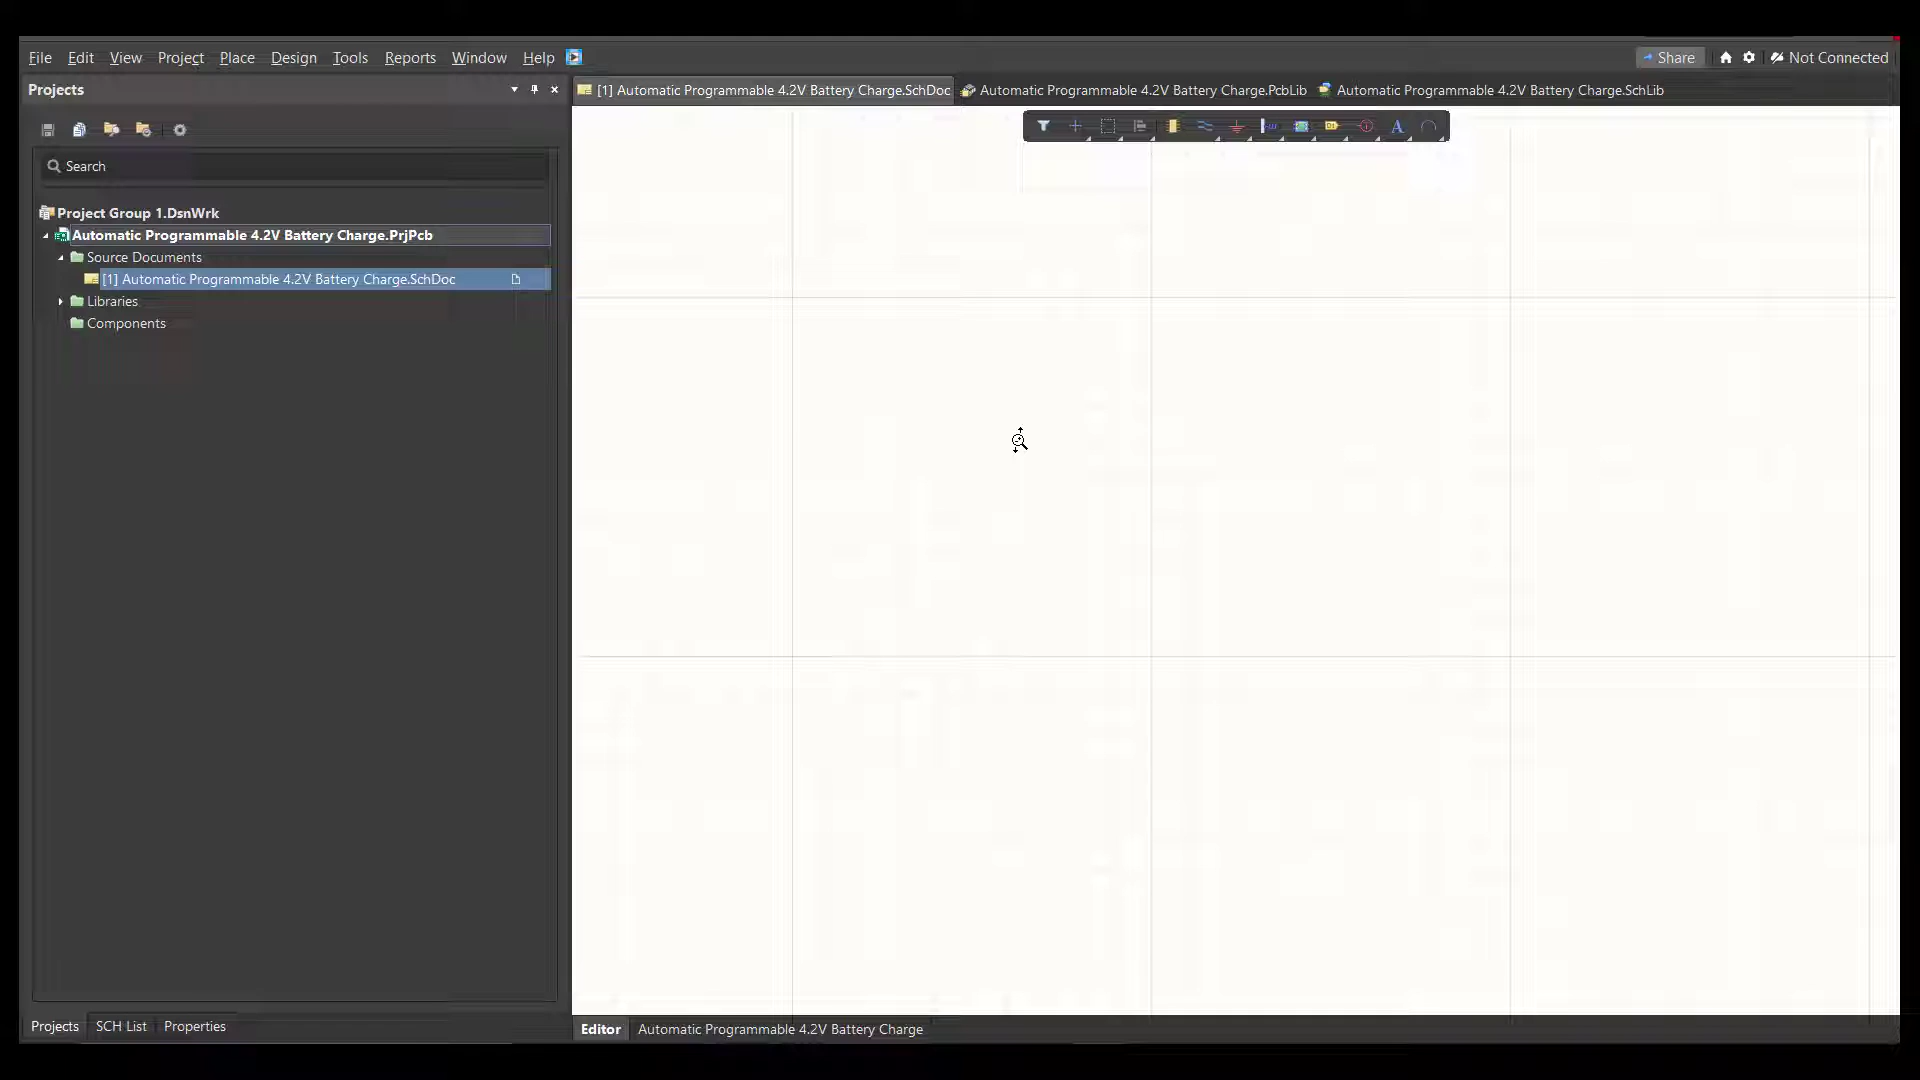 File Edit View Project Place Design Tools Reports Window Help
Share Not Connected
Projects
[1] Automatic Programmable 4.2V Battery Charge.SchDoc Automatic Programmable 4.2V Battery Charge.PcbLib Automatic Programmable 4.2V Battery Charge.SchLib
Search
Project Group 1.DsnWrk
Automatic Programmable 4.2V Battery Charge.PrjPcb
Source Documents
[1] Automatic Programmable 4.2V Battery Charge.SchDoc
Libraries
Components
Projects SCH List Properties
Editor Automatic Programmable 4.2V Battery Charge